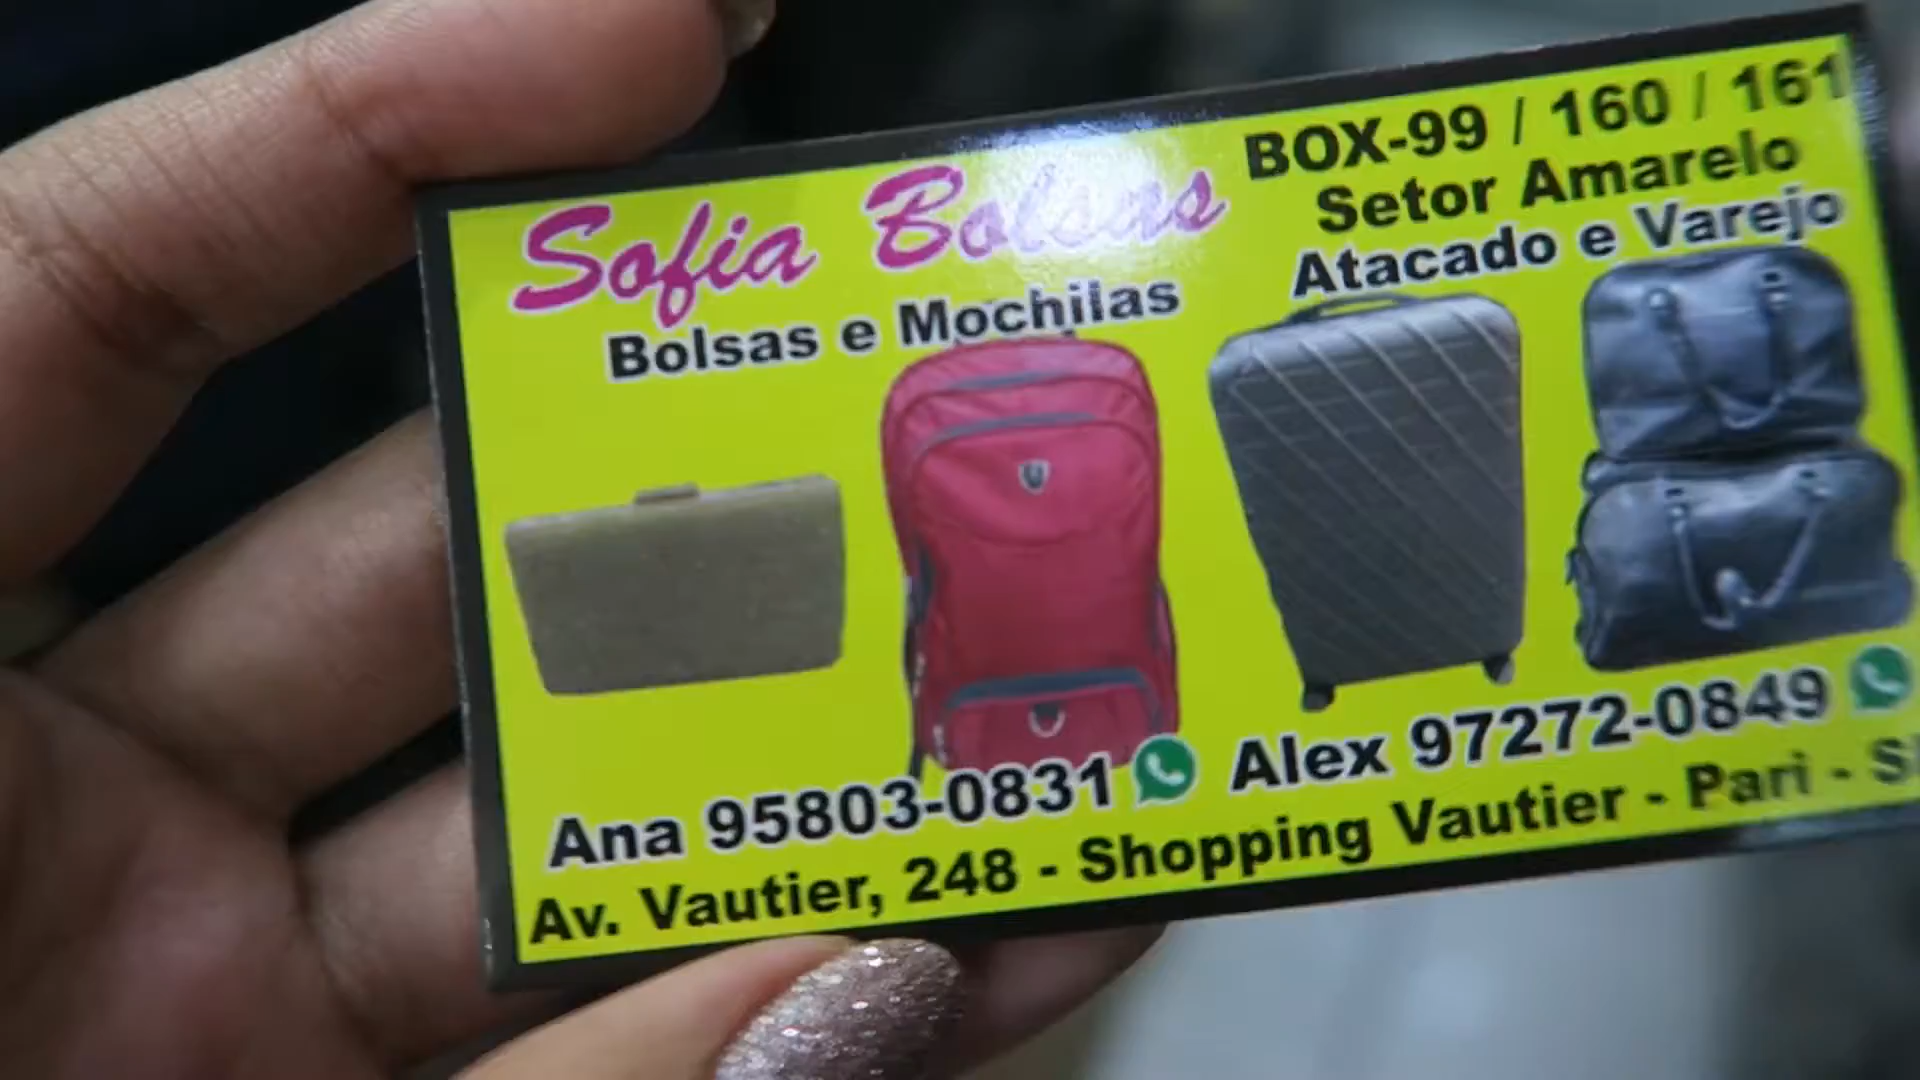 Sofia Bolsas
Bolsas e Mochilas
BOX-99 / 160 / 161
Setor Amarelo
Atacado e Varejo
Ana 95803-0831 Alex 97272-0849
Av. Vautier, 248 - Shopping Vautier - Pari -